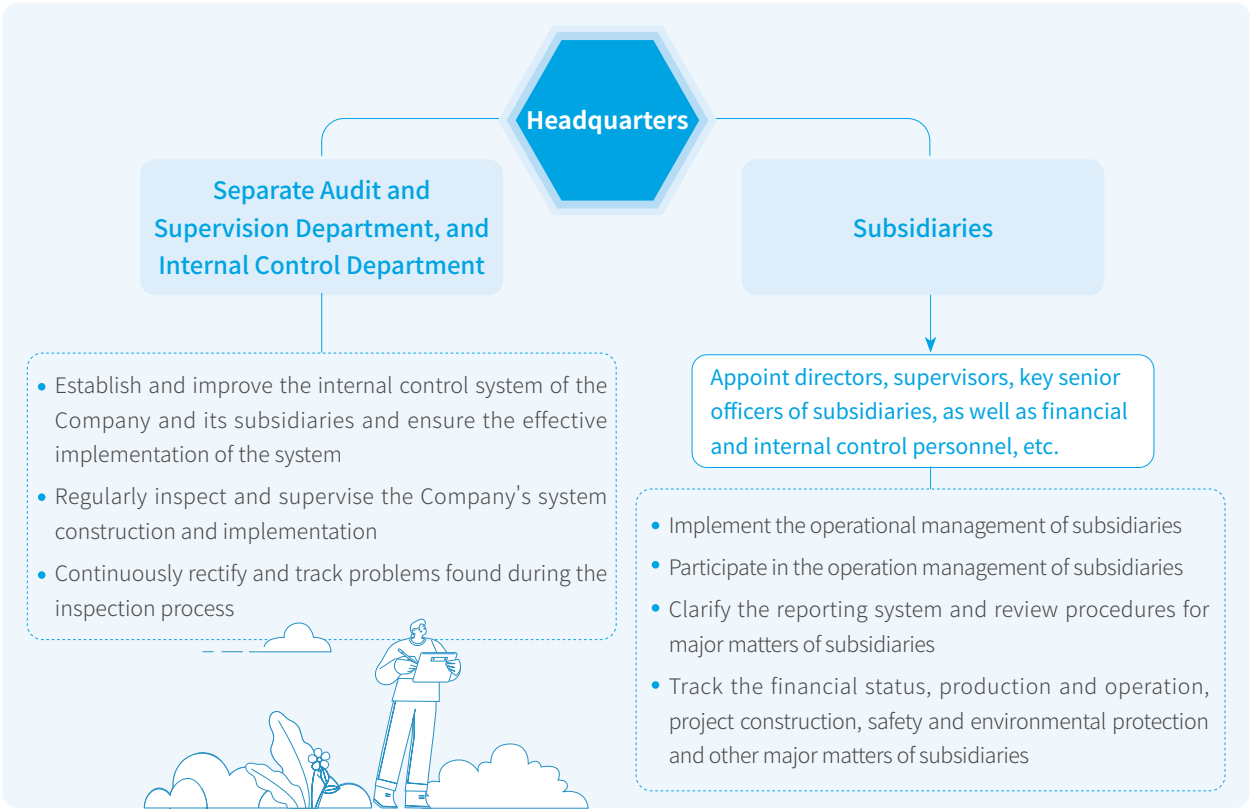 Headquarters
Separate Audit and
Supervision Department, and
Internal Control Department
Establish and improve the internal control system of the
Company and its subsidiaries and ensure the effective
implementation of the system
Regularly inspect and supervise the Company's system
construction and implementation
Continuously rectify and track problems found during the
inspection process
Subsidiaries
Appoint directors, supervisors, key senior
officers of subsidiaries, as well as financial
and internal control personnel, etc.
Implement the operational management of subsidiaries
Participate in the operation management of subsidiaries
Clarify the reporting system and review procedures for
major matters of subsidiaries
Track the financial status, production and operation,
project construction, safety and environmental protection
and other major matters of subsidiaries